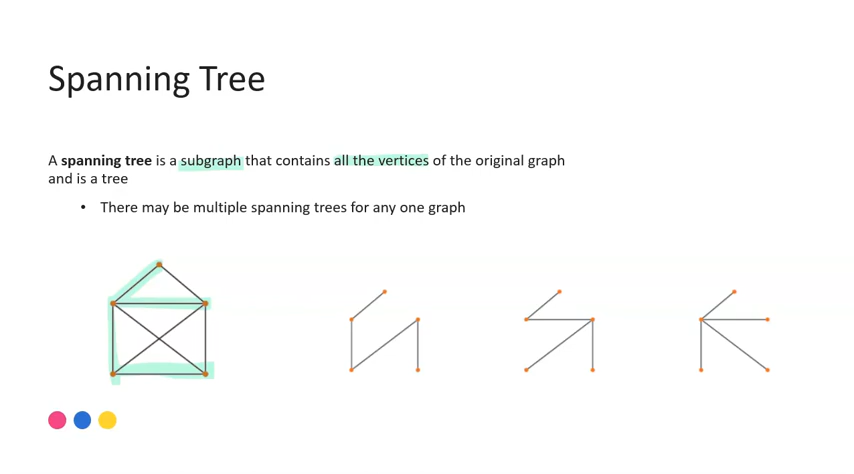 Spanning Tree
A spanning tree is a subgraph that contains all the vertices of the original graph
and is a tree
• There may be multiple spanning trees for any one graph